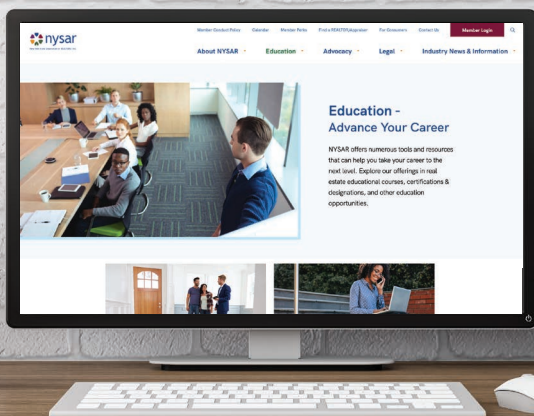 nysar
Member Conduct Policy Calendar Member Perks Find a REALTOR/Appraiser For Consumers Contact Us Member Login
About NYSAR Education Advocacy Legal Industry News & Information
Education -
Advance Your Career
NYSAR offers numerous tools and resources
that can help you take your career to the
next level. Explore our offerings in real
estate educational courses, certifications &
designations, and other education
opportunities.